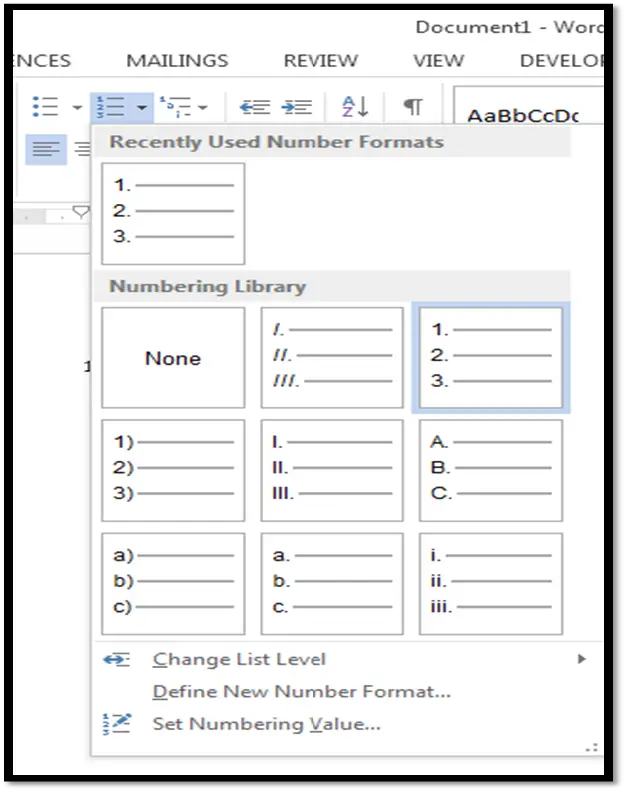 Document1 - Word
ENCES MAILINGS REVIEW VIEW DEVELOP
AaBbCcDc
Recently Used Number Formats
1.
2.
3.
Numbering Library
None
I.
II.
III.
1.
2.
3.
1)
2)
3)
I.
II.
III.
A.
B.
C.
a)
b)
c)
a.
b.
c.
i.
ii.
iii.
Change List Level
Define New Number Format...
Set Numbering Value...